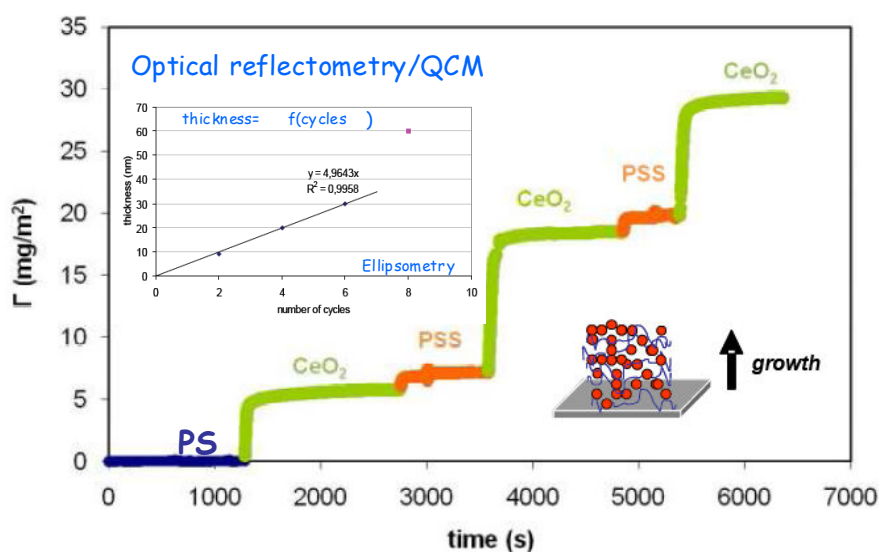 Optical reflectometry/QCM
thickness= f(cycles )
y = 4,9643x
R² = 0,9958
Ellipsometry
thickness (nm)
70
60
50
40
30
20
10
0
0 2 4 6 8 10
number of cycles
Γ (mg/m²)
35
30
25
20
15
10
5
0
CeO₂
PSS
CeO₂
PSS
CeO₂
PS
growth
0 1000 2000 3000 4000 5000 6000 7000
time (s)